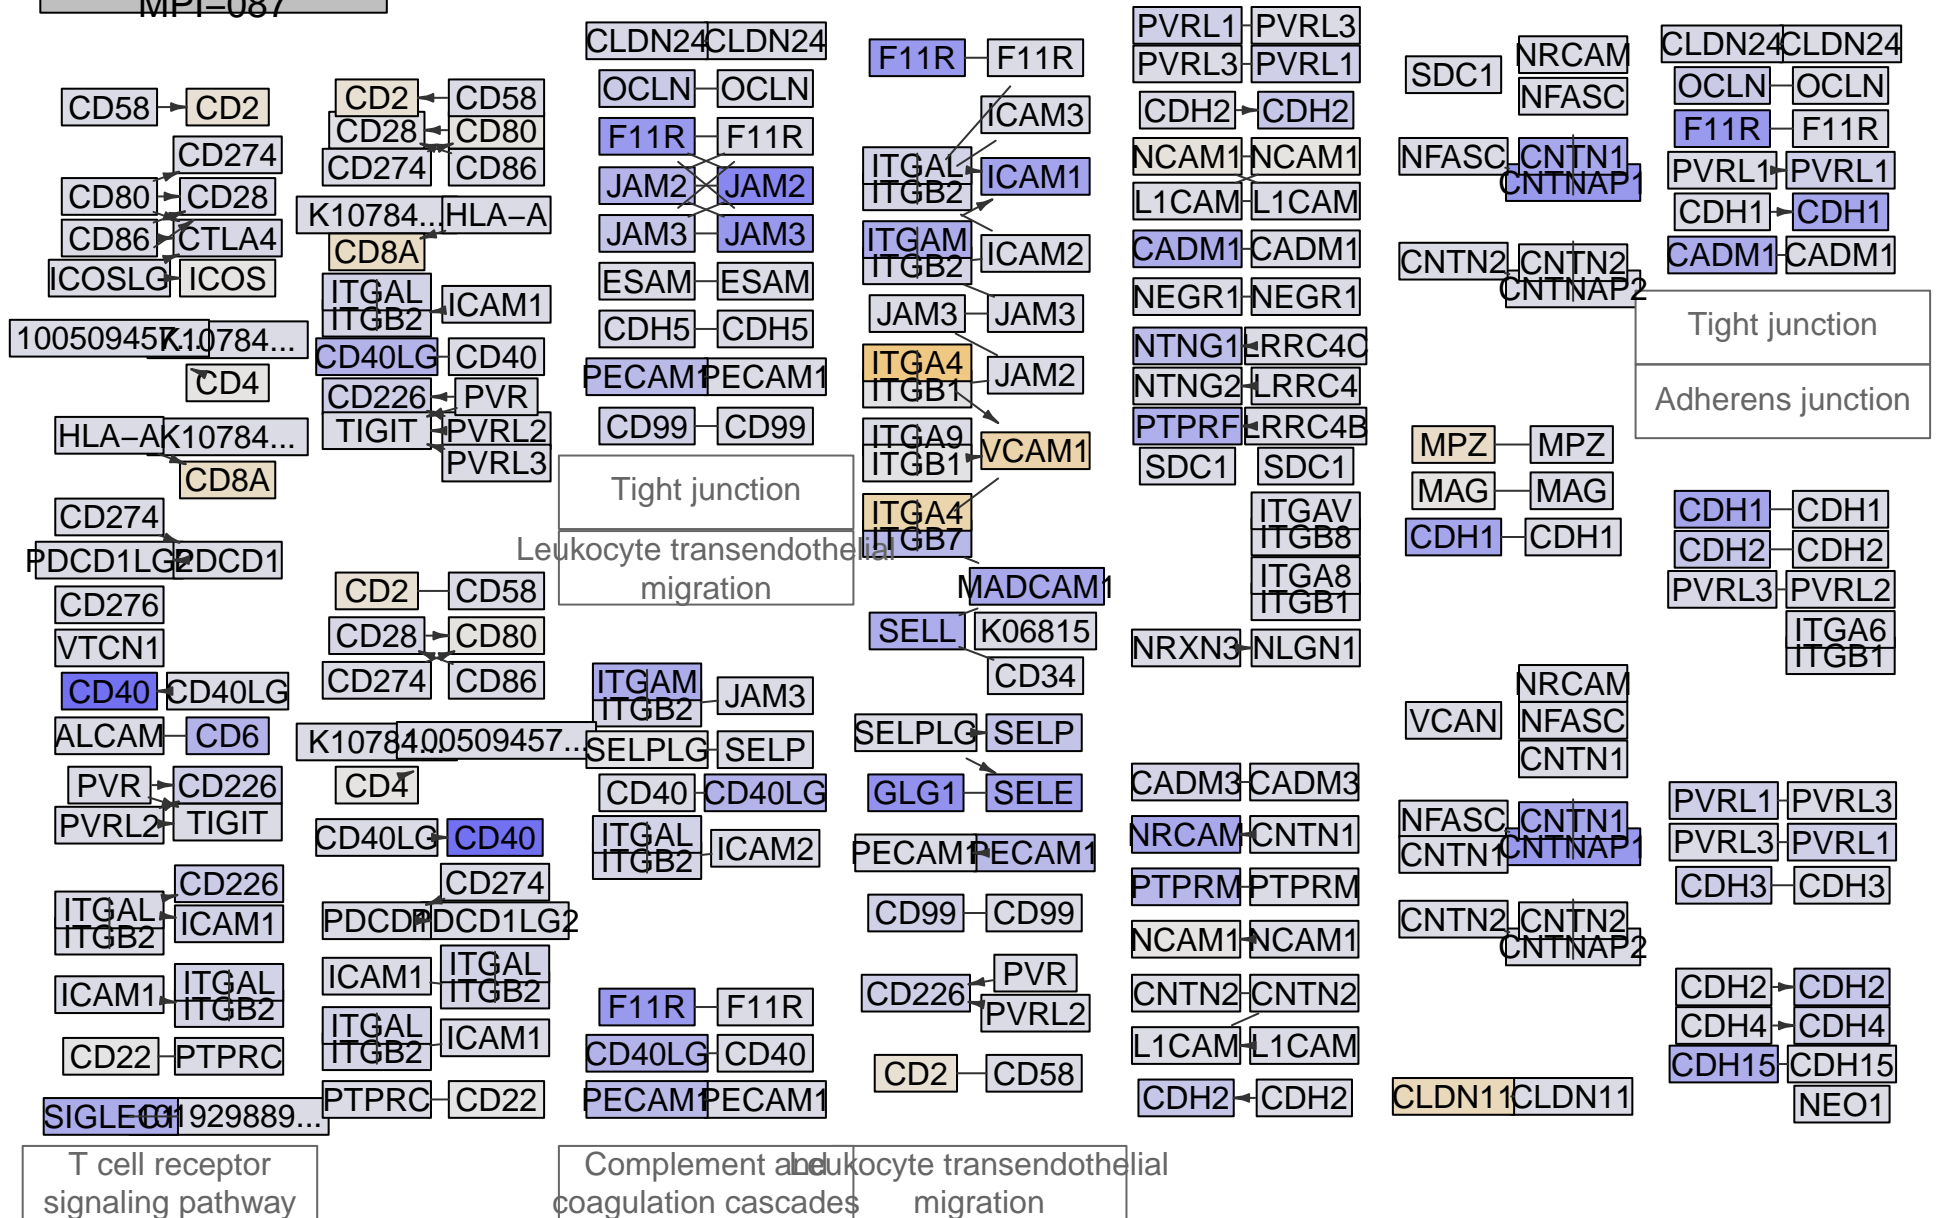 MPI−087
CD58
CD2
CD274
CD80
CD28
CD86
CTLA4
ICOSLG
ICOS
100509457...
K10784...
CD4
HLA−A
K10784...
CD8A
CD274
PDCD1LG2
PDCD1
CD276
VTCN1
CD40
CD40LG
ALCAM
CD6
PVR
CD226
PVRL2
TIGIT
CD226
ITGAL
ITGB2
ICAM1
ICAM1
ITGAL
ITGB2
CD22
PTPRC
SIGLEC1
101929889...
T cell receptor
signaling pathway
CD2
CD58
CD28
CD80
CD274
CD86
K10784...
HLA−A
CD8A
ITGAL
ITGB2
ICAM1
CD40LG
CD40
CD226
PVR
TIGIT
PVRL2
PVRL3
CD2
CD58
CD28
CD80
CD274
CD86
K10784...
100509457...
CD4
CD40LG
CD40
CD274
PDCD1
PDCD1LG2
ICAM1
ITGAL
ITGB2
ITGAL
ITGB2
ICAM1
PTPRC
CD22
CLDN24
CLDN24
OCLN
OCLN
F11R
F11R
JAM2
JAM2
JAM3
JAM3
ESAM
ESAM
CDH5
CDH5
PECAM1
PECAM1
CD99
CD99
Tight junction
Leukocyte transendothelial
migration
ITGAM
ITGB2
JAM3
SELPLG
SELP
CD40
CD40LG
ITGAL
ITGB2
ICAM2
F11R
F11R
CD40LG
CD40
PECAM1
PECAM1
Complement and
coagulation cascades
F11R
F11R
ICAM3
ITGAL
ITGB2
ICAM1
ITGAM
ITGB2
ICAM2
JAM3
JAM3
ITGA4
ITGB1
JAM2
ITGA9
ITGB1
VCAM1
ITGA4
ITGB7
MADCAM1
SELL
K06815
CD34
SELPLG
SELP
GLG1
SELE
PECAM1
PECAM1
CD99
CD99
CD226
PVR
PVRL2
CD2
CD58
Leukocyte transendothelial
migration
PVRL1
PVRL3
PVRL3
PVRL1
CDH2
CDH2
NCAM1
NCAM1
L1CAM
L1CAM
CADM1
CADM1
NEGR1
NEGR1
NTNG1
LRRC4C
NTNG2
LRRC4
PTPRF
LRRC4B
SDC1
SDC1
ITGAV
ITGB8
ITGA8
ITGB1
NRXN3
NLGN1
CADM3
CADM3
NRCAM
CNTN1
PTPRM
PTPRM
NCAM1
NCAM1
CNTN2
CNTN2
L1CAM
L1CAM
CDH2
CDH2
SDC1
NRCAM
NFASC
NFASC
CNTN1
CNTNAP1
CNTN2
CNTN2
CNTNAP2
MPZ
MPZ
MAG
MAG
CDH1
CDH1
VCAN
NRCAM
NFASC
CNTN1
NFASC
CNTN1
CNTN1
CNTNAP1
CNTN2
CNTN2
CNTNAP2
CLDN11
CLDN11
CLDN24
CLDN24
OCLN
OCLN
F11R
F11R
PVRL1
PVRL1
CDH1
CDH1
CADM1
CADM1
Tight junction
Adherens junction
CDH1
CDH1
CDH2
CDH2
PVRL3
PVRL2
ITGA6
ITGB1
PVRL1
PVRL3
PVRL3
PVRL1
CDH3
CDH3
CDH2
CDH2
CDH4
CDH4
CDH15
CDH15
NEO1